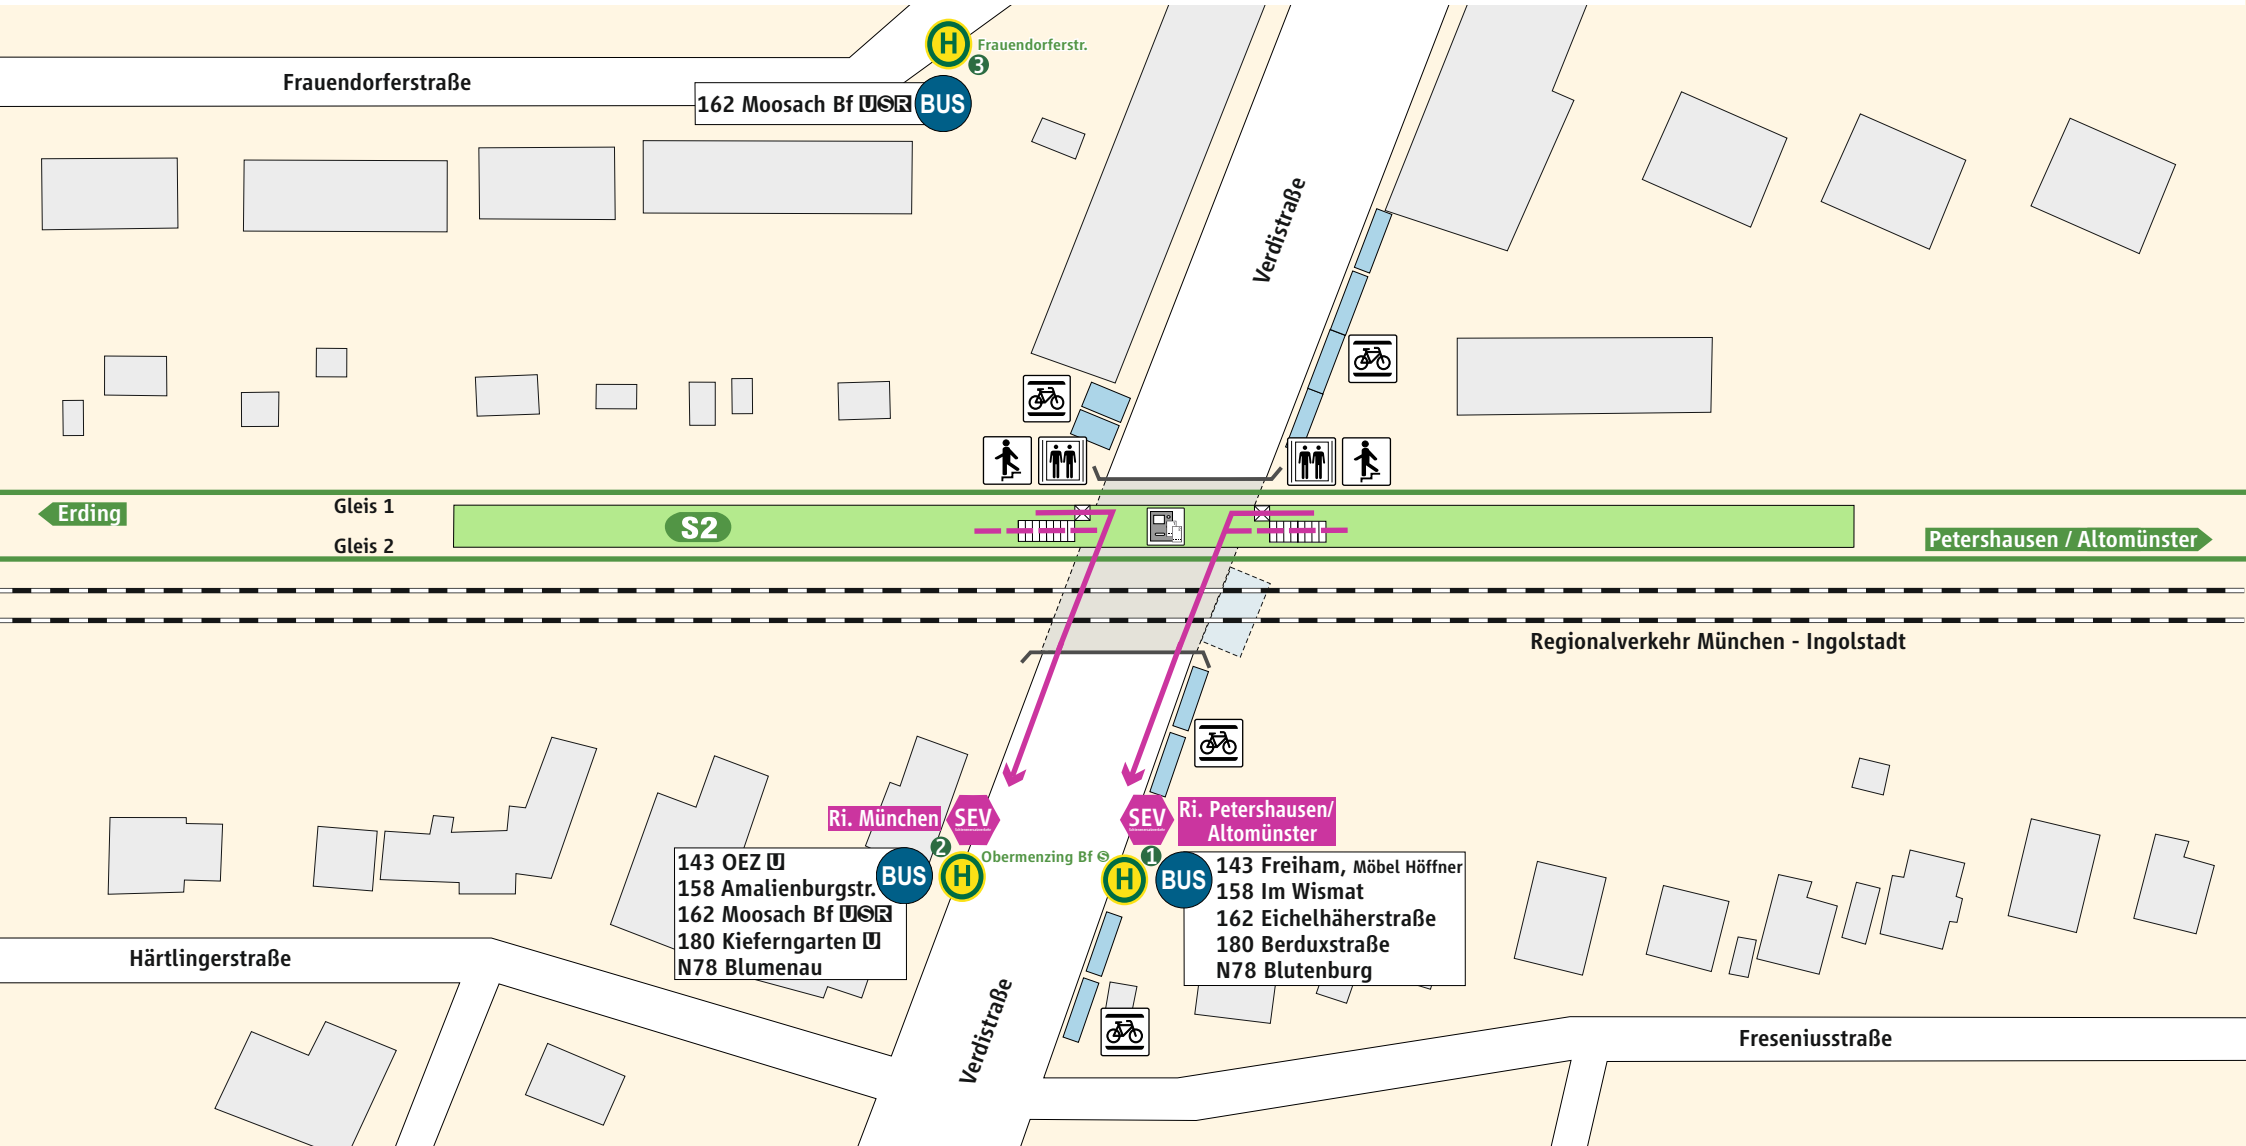 H
Frauendorferstr.
3
Frauendorferstraße
162 Moosach Bf U S R
BUS
Verdistraße
Erding
Gleis 1
S2
Gleis 2
Petershausen / Altomünster
Regionalverkehr München - Ingolstadt
Ri. München
SEV
SEV
Ri. Petershausen/
Altomünster
2
Obermenzing Bf S
1
143 OEZ U
158 Amalienburgstr.
162 Moosach Bf U S R
180 Kieferngarten U
N78 Blumenau
BUS
H
H
BUS
143 Freiham, Möbel Höffner
158 Im Wismat
162 Eichelhäherstraße
180 Berduxstraße
N78 Blutenburg
Härtlingerstraße
Verdistraße
Freseniusstraße